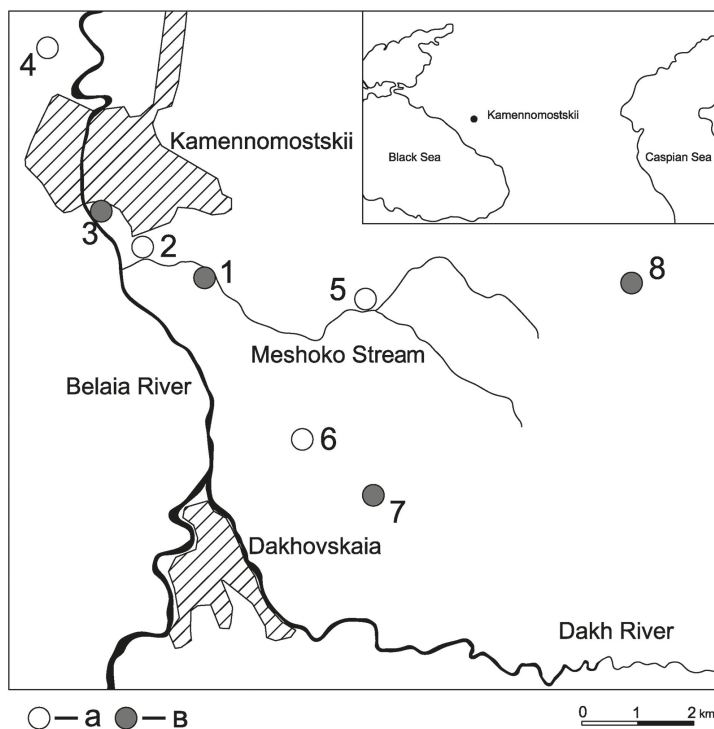 4
Kamennomostskii
Kamennomostskii
Black Sea
Caspian Sea
3
2
1
5
8
Meshoko Stream
Belaia River
6
7
Dakhovskaia
Dakh River
a
в
0 1 2 km